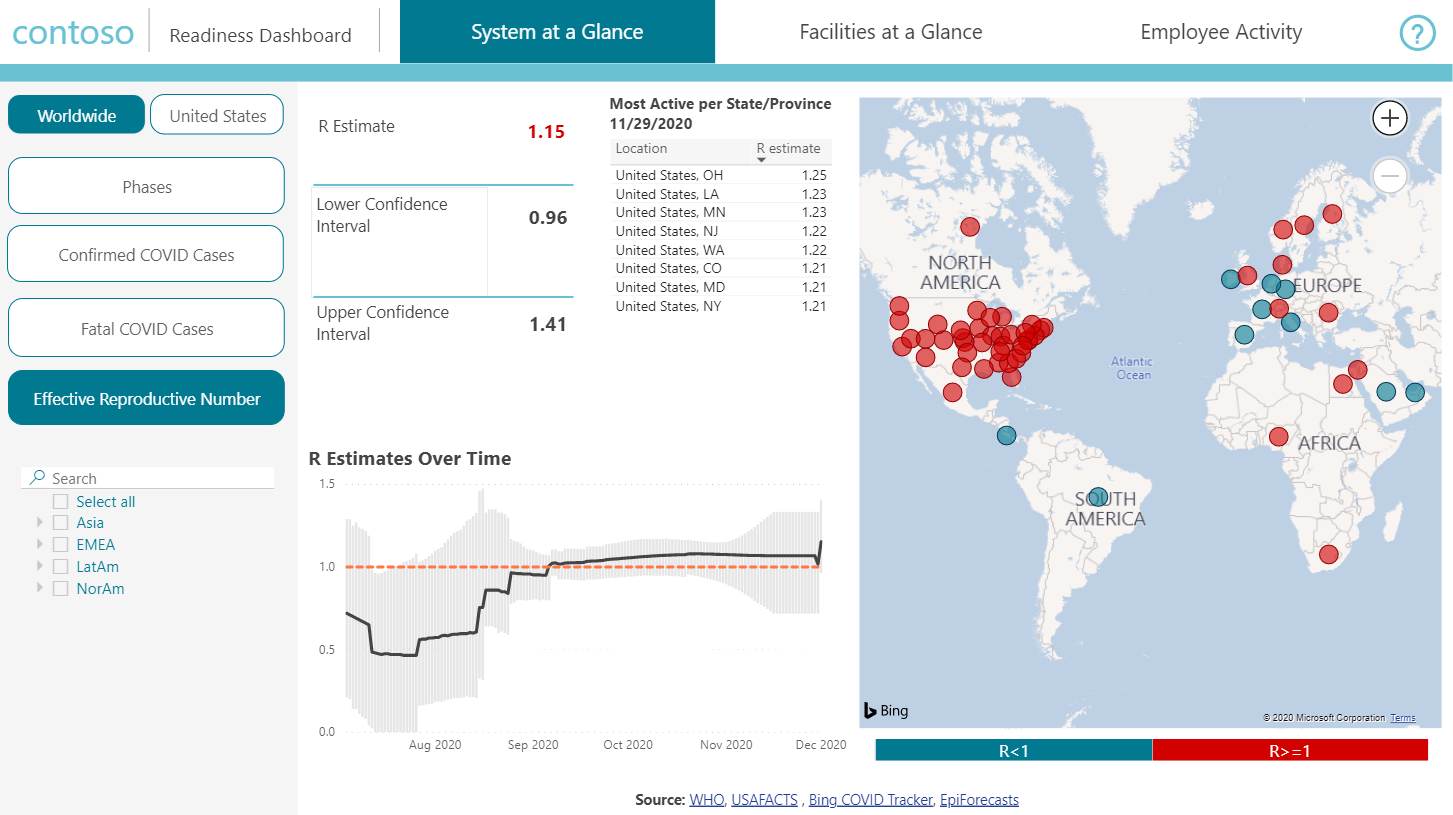 contoso
Readiness Dashboard
System at a Glance
Facilities at a Glance
Employee Activity
?
Worldwide
United States
Phases
Confirmed COVID Cases
Fatal COVID Cases
Effective Reproductive Number
Search
Select all
Asia
EMEA
LatAm
NorAm
R Estimate
1.15
Lower Confidence
Interval
0.96
Upper Confidence
Interval
1.41
Most Active per State/Province
11/29/2020
Location R estimate
United States, OH 1.25
United States, LA 1.23
United States, MN 1.23
United States, NJ 1.22
United States, WA 1.22
United States, CO 1.21
United States, MD 1.21
United States, NY 1.21
R Estimates Over Time
1.5
1.0
0.5
0.0
Aug 2020 Sep 2020 Oct 2020 Nov 2020 Dec 2020
NORTH
AMERICA
EUROPE
Atlantic
Ocean
AFRICA
SOUTH
AMERICA
Bing
© 2020 Microsoft Corporation Terms
R<1
R>=1
Source: WHO, USAFACTS , Bing COVID Tracker, EpiForecasts